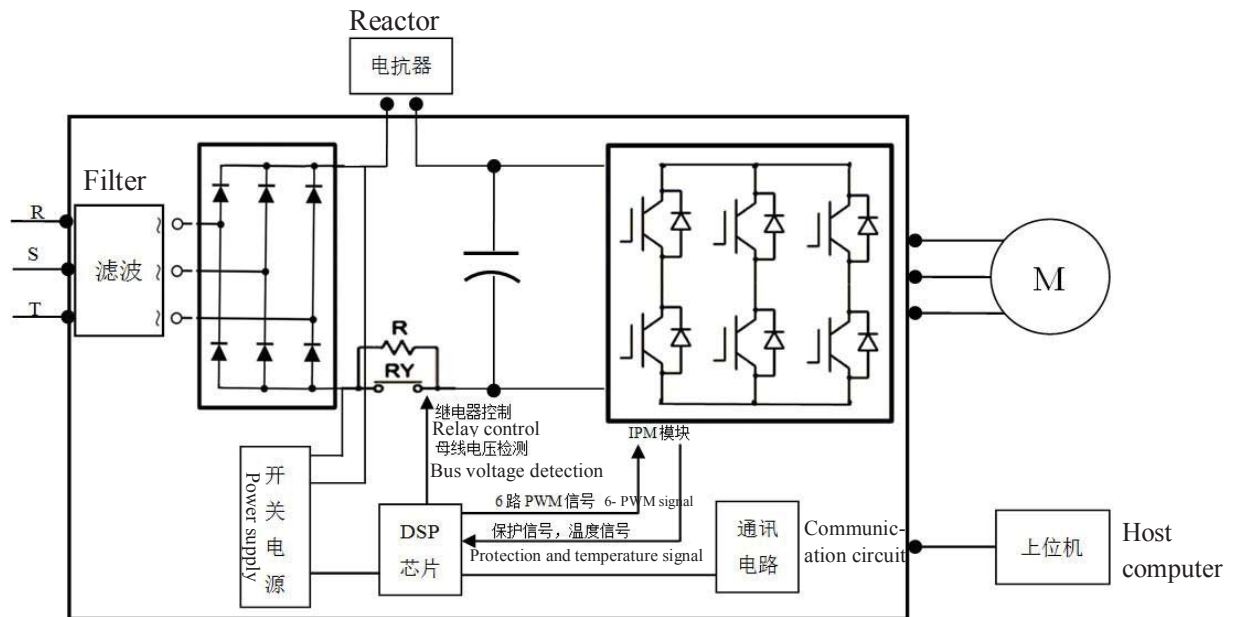 Reactor
电抗器
Filter
R
S
T
滤波
~
~
~
R
RY
M
继电器控制
Relay control
母线电压检测
Bus voltage detection
IPM模块
开关电源
Power supply
6路PWM信号 6- PWM signal
保护信号，温度信号
Protection and temperature signal
DSP
芯片
通讯
电路
Communic-
ation circuit
上位机
Host
computer